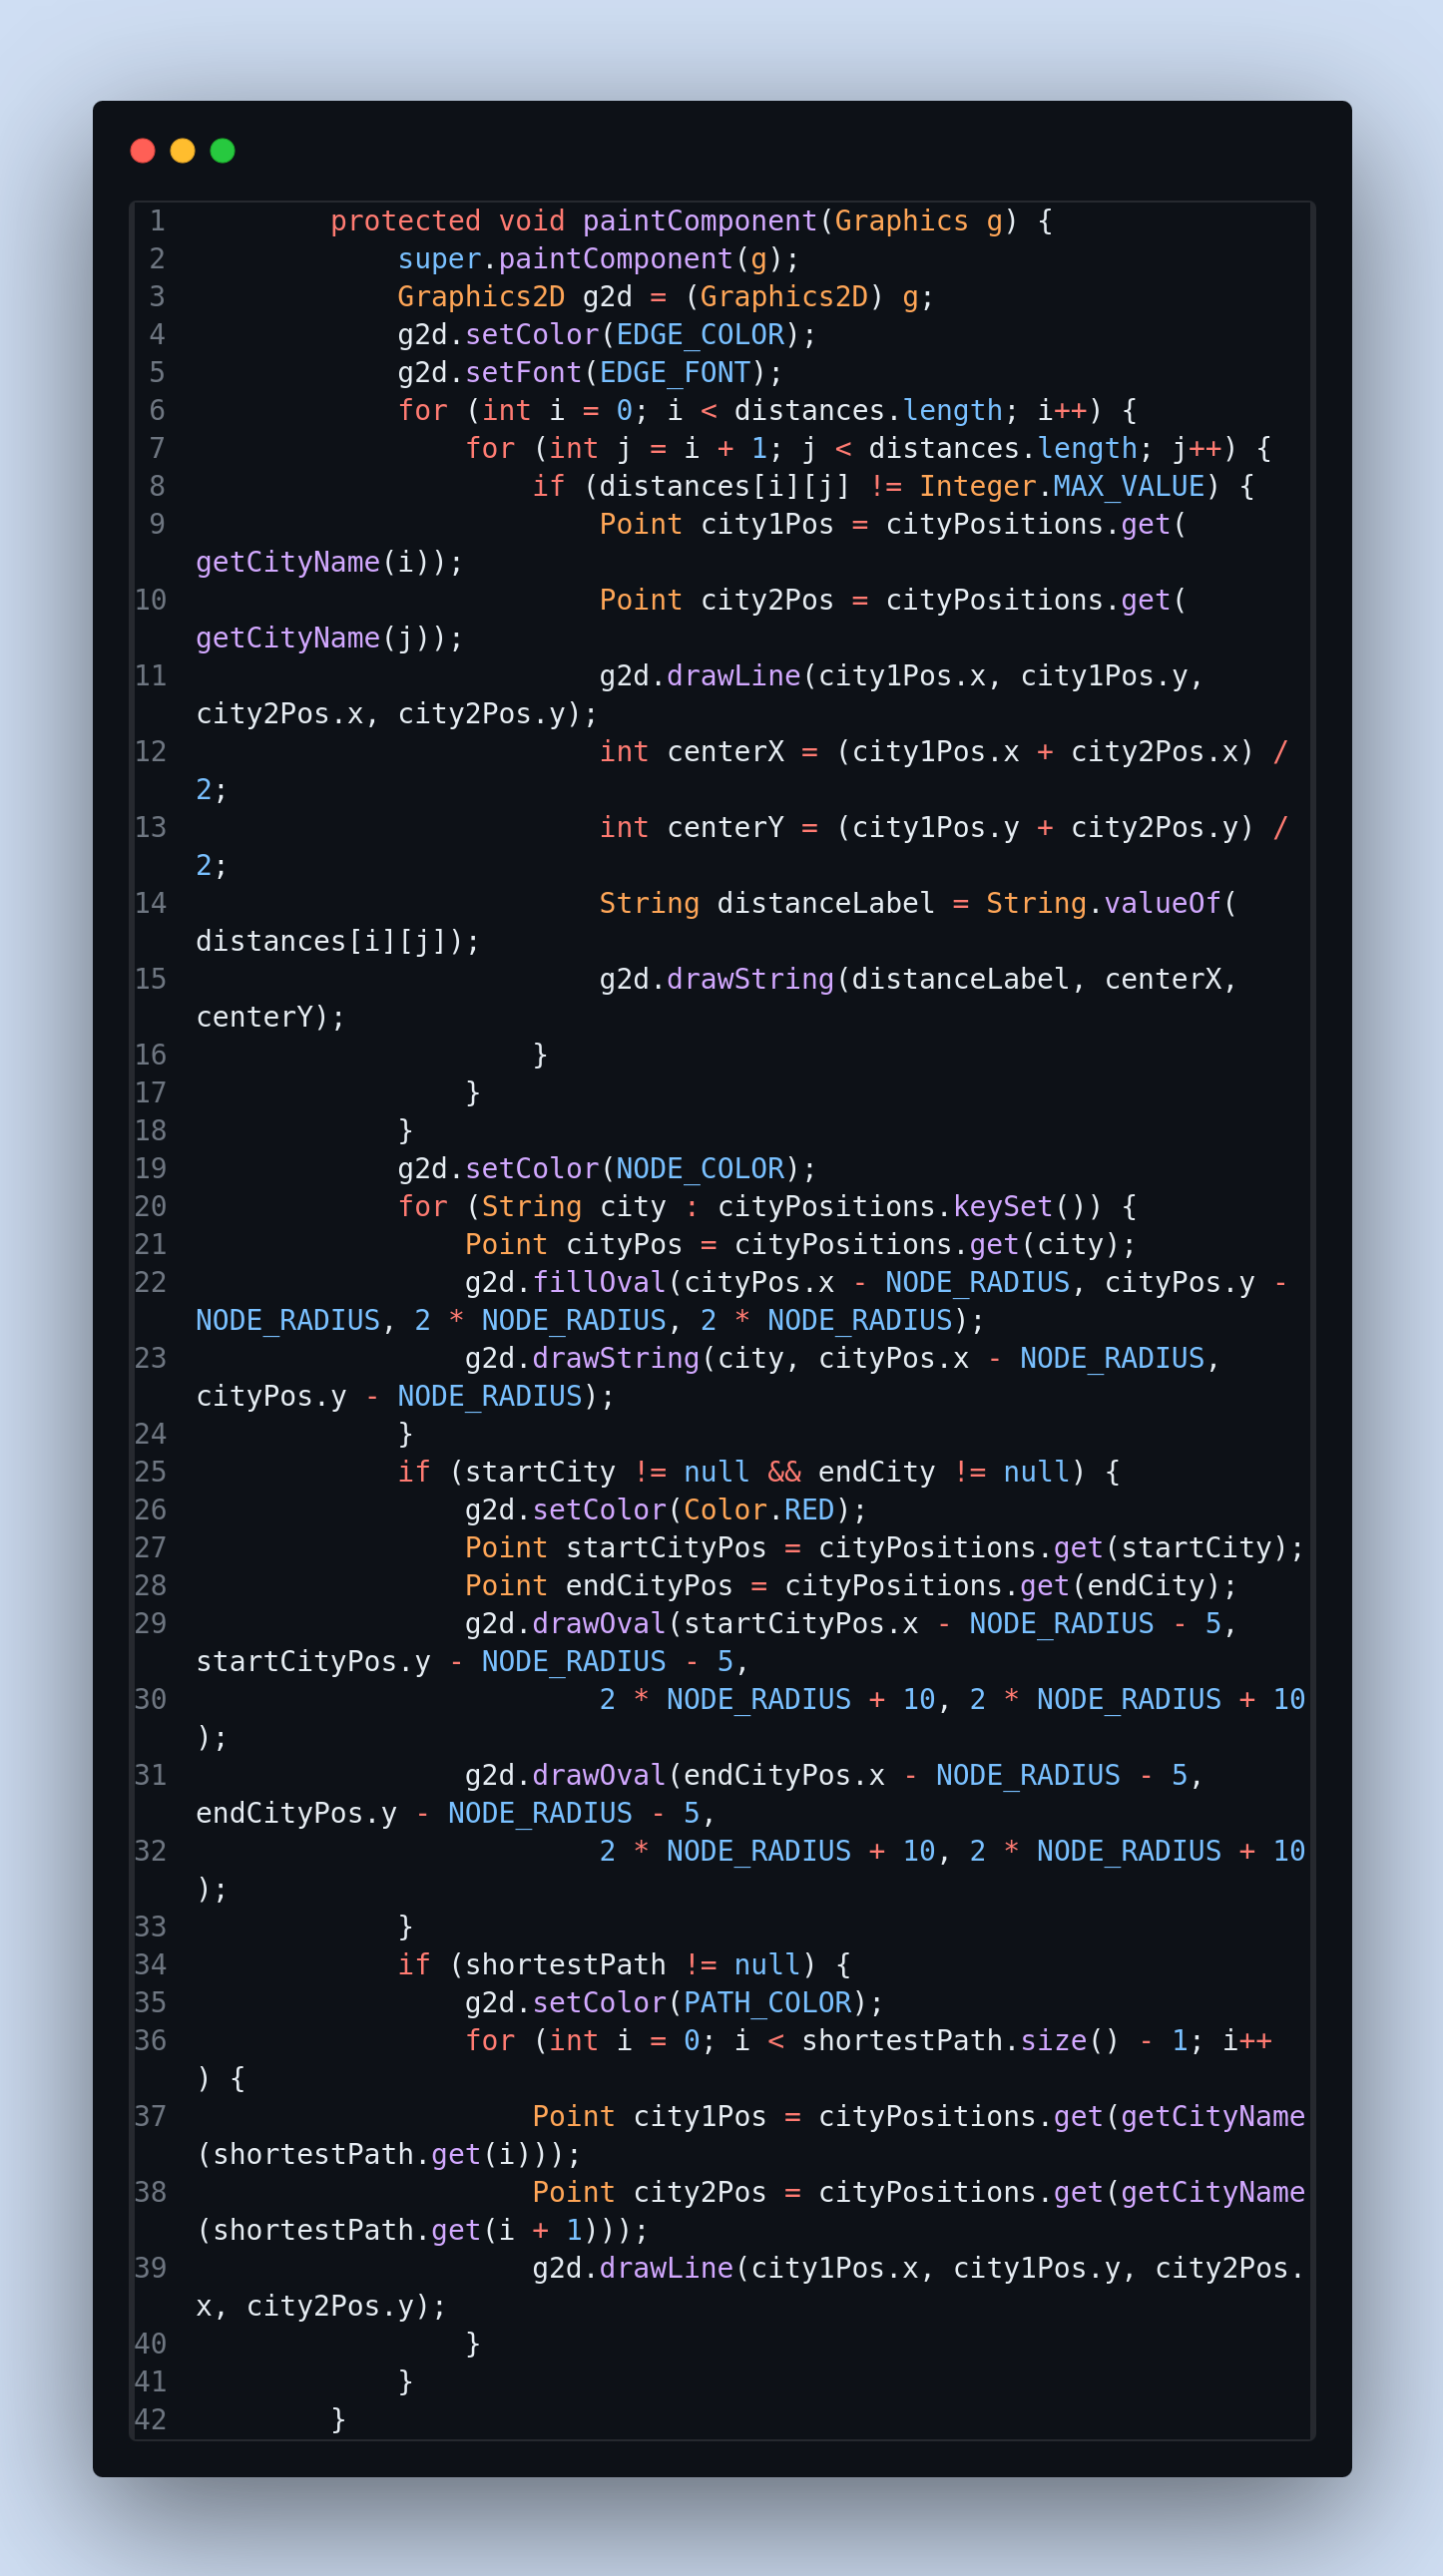 1 protected void paintComponent(Graphics g) {
2 super.paintComponent(g);
3 Graphics2D g2d = (Graphics2D) g;
4 g2d.setColor(EDGE_COLOR);
5 g2d.setFont(EDGE_FONT);
6 for (int i = 0; i < distances.length; i++) {
7 for (int j = i + 1; j < distances.length; j++) {
8 if (distances[i][j] != Integer.MAX_VALUE) {
9 Point city1Pos = cityPositions.get(
getCityName(i));
10 Point city2Pos = cityPositions.get(
getCityName(j));
11 g2d.drawLine(city1Pos.x, city1Pos.y,
city2Pos.x, city2Pos.y);
12 int centerX = (city1Pos.x + city2Pos.x) /
2;
13 int centerY = (city1Pos.y + city2Pos.y) /
2;
14 String distanceLabel = String.valueOf(
distances[i][j]);
15 g2d.drawString(distanceLabel, centerX,
centerY);
16 }
17 }
18 }
19 g2d.setColor(NODE_COLOR);
20 for (String city : cityPositions.keySet()) {
21 Point cityPos = cityPositions.get(city);
22 g2d.fillOval(cityPos.x - NODE_RADIUS, cityPos.y -
NODE_RADIUS, 2 * NODE_RADIUS, 2 * NODE_RADIUS);
23 g2d.drawString(city, cityPos.x - NODE_RADIUS,
cityPos.y - NODE_RADIUS);
24 }
25 if (startCity != null && endCity != null) {
26 g2d.setColor(Color.RED);
27 Point startCityPos = cityPositions.get(startCity);
28 Point endCityPos = cityPositions.get(endCity);
29 g2d.drawOval(startCityPos.x - NODE_RADIUS - 5,
startCityPos.y - NODE_RADIUS - 5,
30 2 * NODE_RADIUS + 10, 2 * NODE_RADIUS + 10
);
31 g2d.drawOval(endCityPos.x - NODE_RADIUS - 5,
endCityPos.y - NODE_RADIUS - 5,
32 2 * NODE_RADIUS + 10, 2 * NODE_RADIUS + 10
);
33 }
34 if (shortestPath != null) {
35 g2d.setColor(PATH_COLOR);
36 for (int i = 0; i < shortestPath.size() - 1; i++
) {
37 Point city1Pos = cityPositions.get(getCityName
(shortestPath.get(i)));
38 Point city2Pos = cityPositions.get(getCityName
(shortestPath.get(i + 1)));
39 g2d.drawLine(city1Pos.x, city1Pos.y, city2Pos.
x, city2Pos.y);
40 }
41 }
42 }